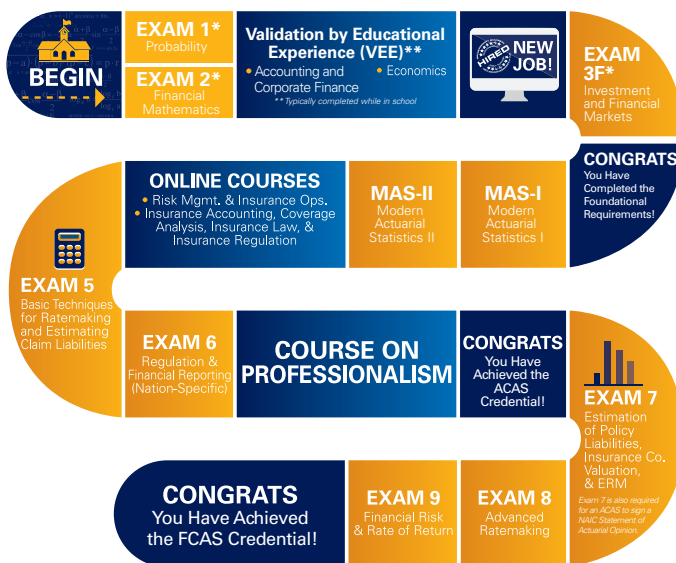 BEGIN
EXAM 1*
Probability
EXAM 2*
Financial
Mathematics
Validation by Educational
Experience (VEE)**
• Accounting and
Corporate Finance
• Economics
**Typically completed while in school
HIRED
NEW
JOB!
EXAM
3F*
Investment
and Financial
Markets
CONGRATS
You Have
Completed the
Foundational
Requirements!
MAS-I
Modern
Actuarial
Statistics I
MAS-II
Modern
Actuarial
Statistics II
ONLINE COURSES
• Risk Mgmt. & Insurance Ops.
• Insurance Accounting, Coverage
Analysis, Insurance Law, &
Insurance Regulation
EXAM 5
Basic Techniques
for Ratemaking
and Estimating
Claim Liabilities
EXAM 6
Regulation &
Financial Reporting
(Nation-Specific)
COURSE ON
PROFESSIONALISM
CONGRATS
You Have
Achieved the
ACAS
Credential!
EXAM 7
Estimation
of Policy
Liabilities,
Insurance Co.
Valuation,
& ERM
Exam 7 is also required
for an ACAS to sign a
NAIC Statement of
Actuarial Opinion.
EXAM 8
Advanced
Ratemaking
EXAM 9
Financial Risk
& Rate of Return
CONGRATS
You Have Achieved
the FCAS Credential!